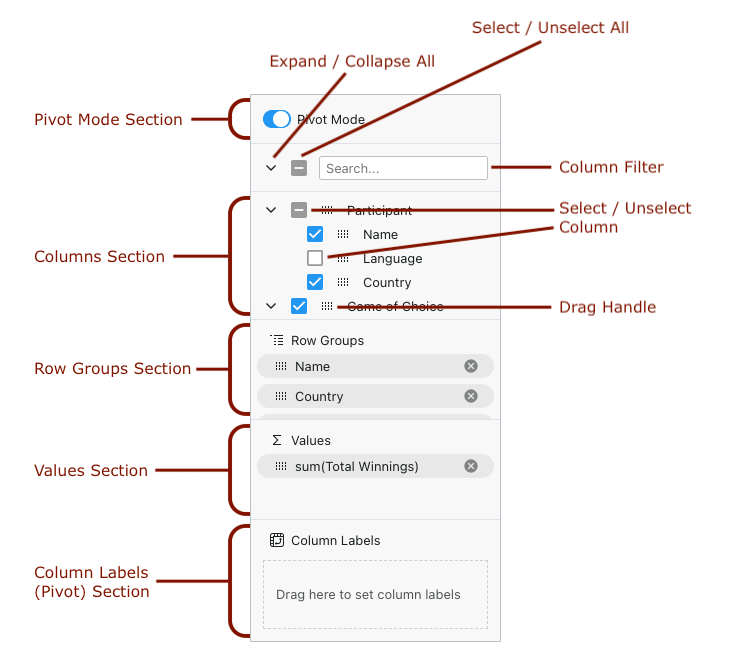 Select / Unselect All
Expand / Collapse All
Pivot Mode Section
Pivot Mode
Search...
Column Filter
Participant
Select / Unselect
Column
Name
Language
Columns Section
Country
Game of Choice
Drag Handle
Row Groups
Row Groups Section
Name
Country
Values
Values Section
sum(Total Winnings)
Column Labels
Column Labels
(Pivot) Section
Drag here to set column labels